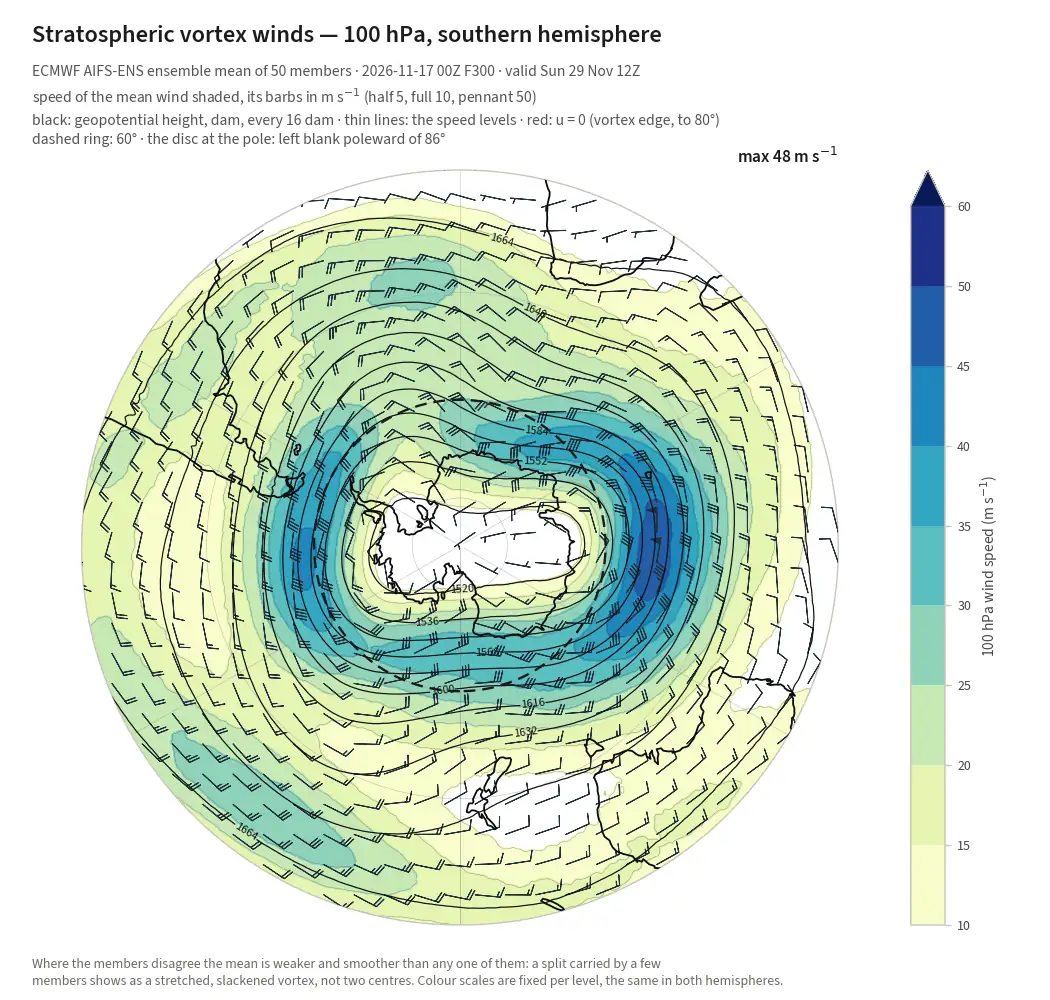 Stratospheric vortex winds — 100 hPa, southern hemisphere
ECMWF AIFS-ENS ensemble mean of 50 members · 2026-11-17 00Z F300 · valid Sun 29 Nov 12Z
speed of the mean wind shaded, its barbs in m s⁻¹ (half 5, full 10, pennant 50)
black: geopotential height, dam, every 16 dam · thin lines: the speed levels · red: u = 0 (vortex edge, to 80°)
dashed ring: 60° · the disc at the pole: left blank poleward of 86°
max 48 m s⁻¹
1664
1648
1584
1552
1520
1536
1568
1600
1616
1632
1664
60
50
45
40
35
30
25
20
15
10
100 hPa wind speed (m s⁻¹)
Where the members disagree the mean is weaker and smoother than any one of them: a split carried by a few
members shows as a stretched, slackened vortex, not two centres. Colour scales are fixed per level, the same in both hemispheres.